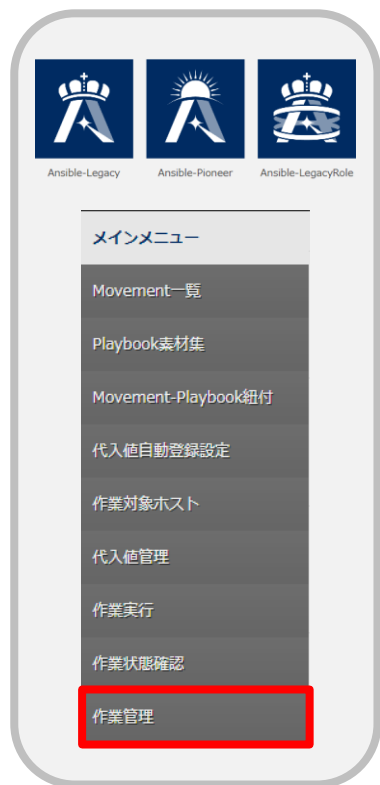 Ansible-Legacy
Ansible-Pioneer
Ansible-LegacyRole
メインメニュー
Movement一覧
Playbook素材集
Movement-Playbook紐付
代入値自動登録設定
作業対象ホスト
代入値管理
作業実行
作業状態確認
作業管理